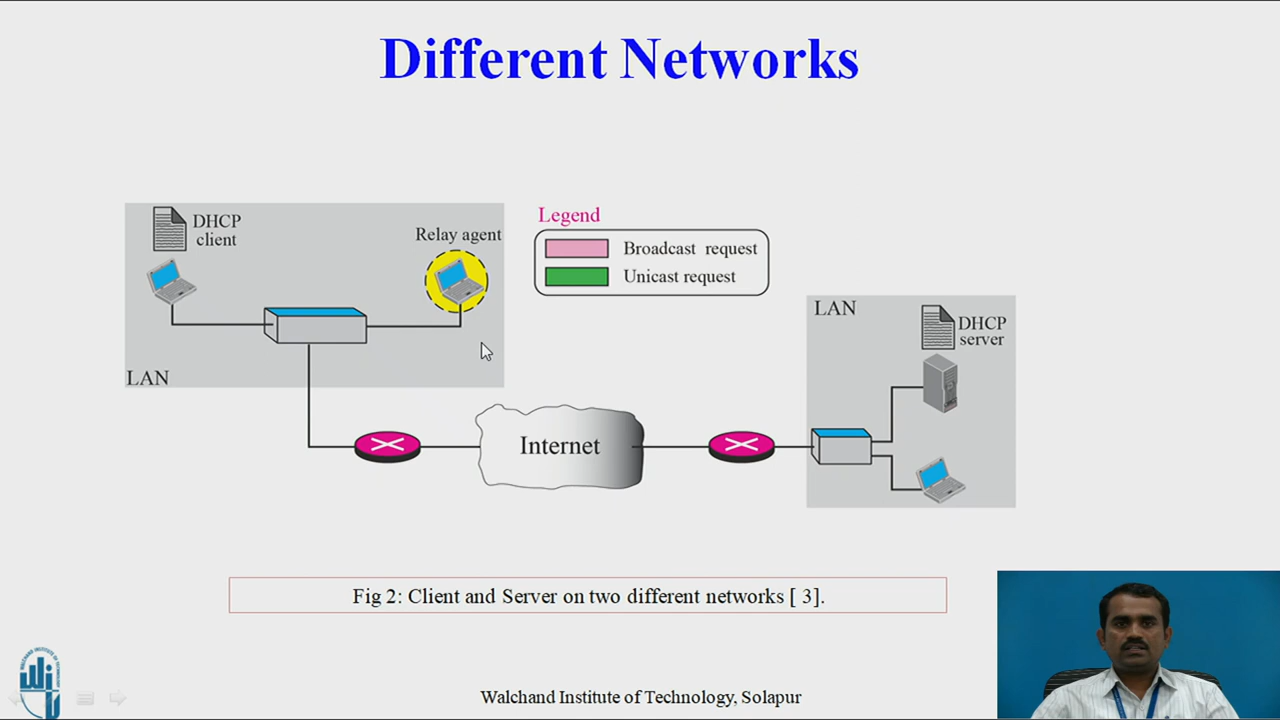 Different Networks
DHCP
client
Relay agent
LAN
Legend
Broadcast request
Unicast request
LAN
DHCP
server
Internet
Fig 2: Client and Server on two different networks [ 3].
Walchand Institute of Technology, Solapur